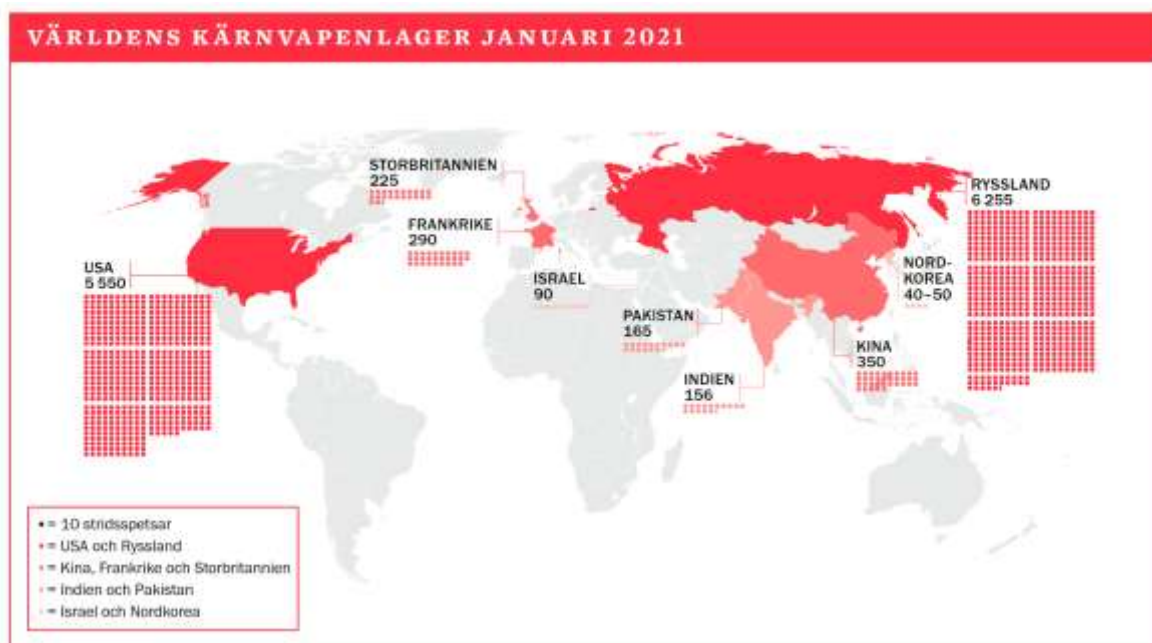 VÄRLDENS KÄRNVAPENLAGER JANUARI 2021
STORBRITANNIEN
225
FRANKRIKE
290
USA
5 550
ISRAEL
90
PAKISTAN
165
INDIEN
156
RYSSLAND
6 255
NORD-
KOREA
40–50
KINA
350
= 10 stridsspetsar
= USA och Ryssland
= Kina, Frankrike och Storbritannien
= Indien och Pakistan
= Israel och Nordkorea